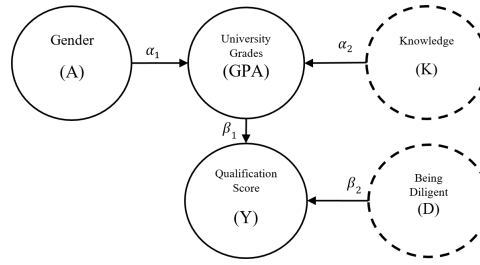 Gender
(A)
α₁
University
Grades
(GPA)
α₂
Knowledge
(K)
β₁
Qualification
Score
(Y)
β₂
Being
Diligent
(D)